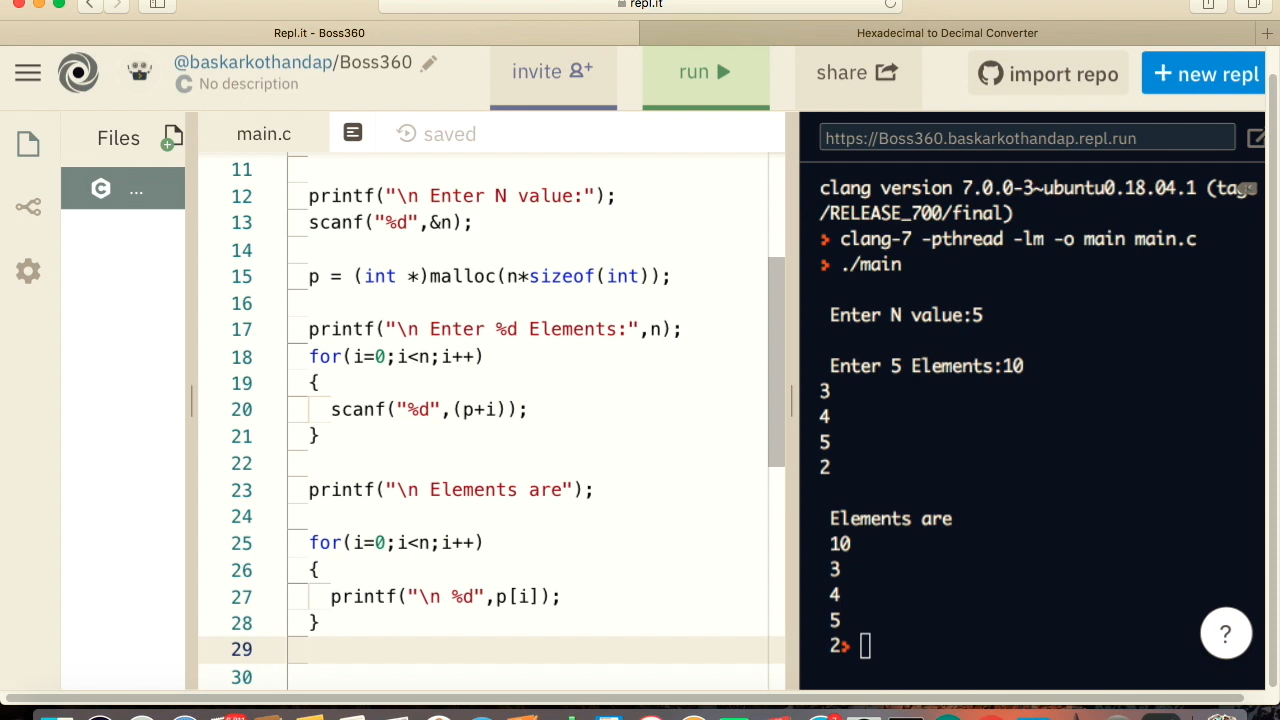 repl.it
Repl.it - Boss360
Hexadecimal to Decimal Converter
@baskarkothandap/Boss360
No description
invite
run
share
import repo
+ new repl
Files
main.c
saved
https://Boss360.baskarkothandap.repl.run
...
11
12 printf("\n Enter N value:");
13 scanf("%d",&n);
14
15 p = (int *)malloc(n*sizeof(int));
16
17 printf("\n Enter %d Elements:",n);
18 for(i=0;i<n;i++)
19 {
20 scanf("%d",(p+i));
21 }
22
23 printf("\n Elements are");
24
25 for(i=0;i<n;i++)
26 {
27 printf("\n %d",p[i]);
28 }
29
30
clang version 7.0.0-3~ubuntu0.18.04.1 (tags
/RELEASE_700/final)
> clang-7 -pthread -lm -o main main.c
> ./main
Enter N value:5
Enter 5 Elements:10
3
4
5
2
Elements are
10
3
4
5
2>
?